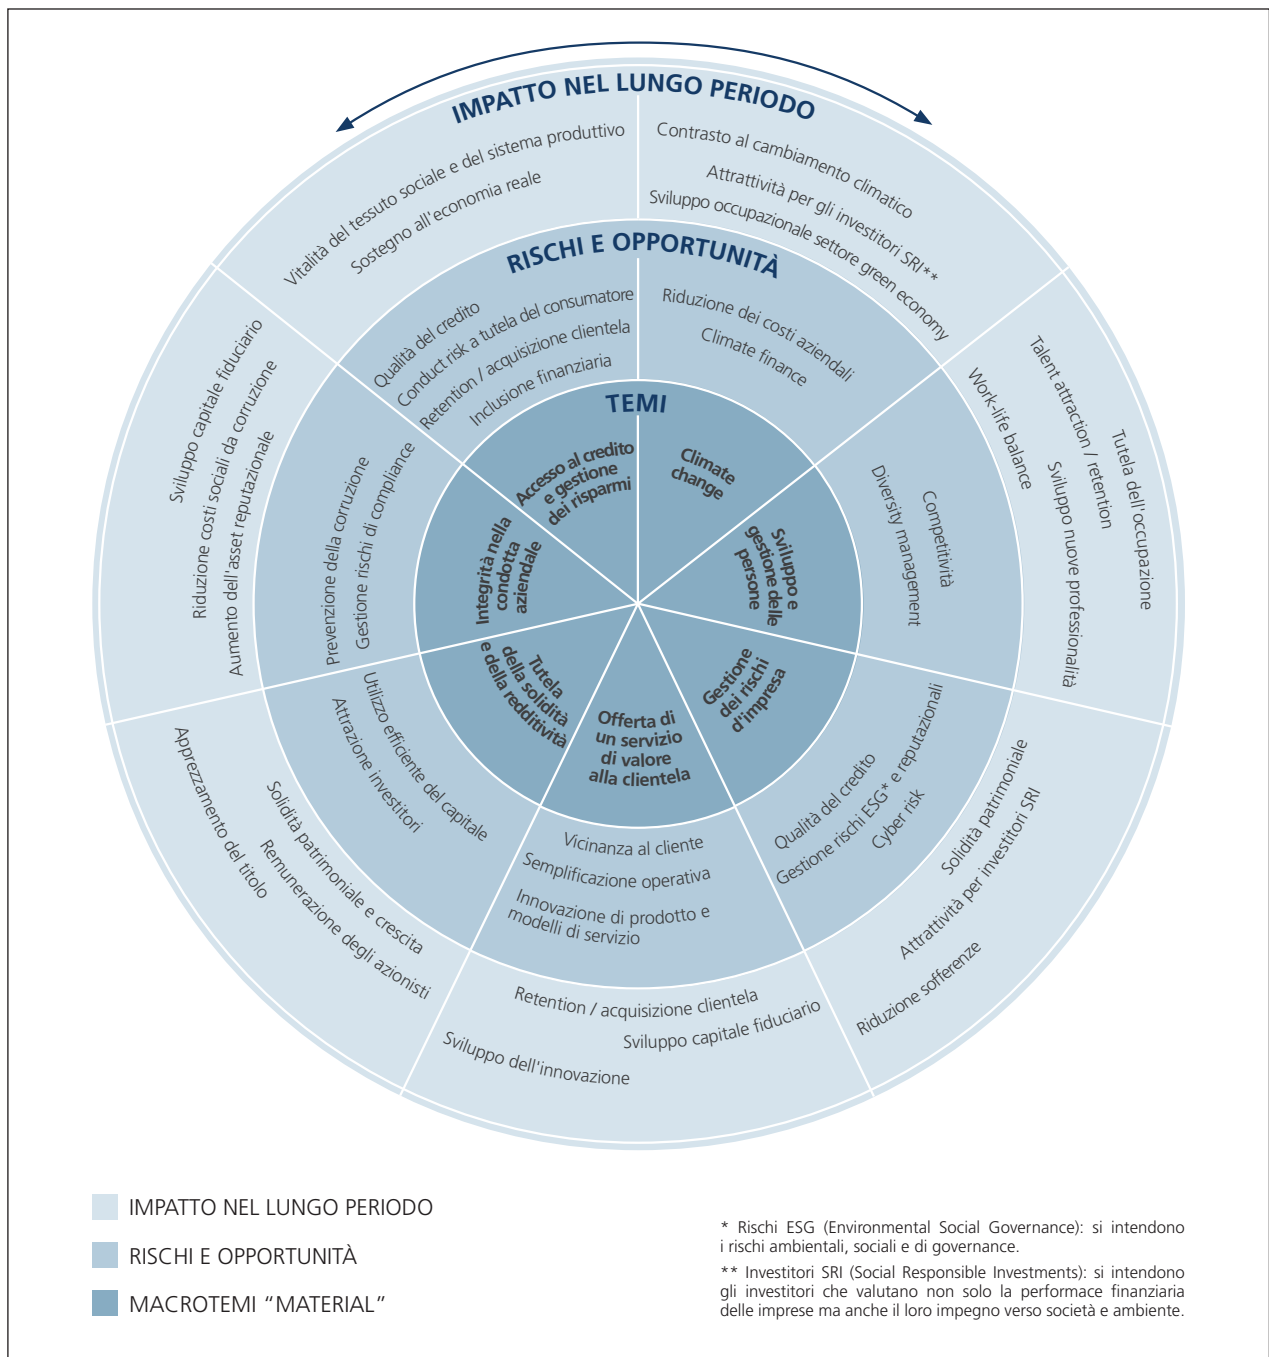 IMPATTO NEL LUNGO PERIODO
Vitalità del tessuto sociale e del sistema produttivo
Sostegno all'economia reale
Contrasto al cambiamento climatico
Attrattività per gli investitori SRI**
Sviluppo occupazionale settore green economy
RISCHI E OPPORTUNITÀ
Qualità del credito
Conduct risk a tutela del consumatore
Retention / acquisizione clientela
Inclusione finanziaria
Riduzione dei costi aziendali
Climate finance
TEMI
Accesso al credito
e gestione
dei risparmi
Climate
change
Sviluppo e
gestione delle
persone
Gestione
dei rischi
d'impresa
Offerta di
un servizio
di valore
alla clientela
Tutela
della solidità
e della redditività
Integrità nella
condotta
aziendale
Diversity management
Competitività
Work-life balance
Talent attraction / retention
Sviluppo nuove professionalità
Tutela dell'occupazione
Qualità del credito
Gestione rischi ESG* e reputazionali
Cyber risk
Solidità patrimoniale
Attrattività per investitori SRI
Riduzione sofferenze
Vicinanza al cliente
Semplificazione operativa
Innovazione di prodotto e
modelli di servizio
Retention / acquisizione clientela
Sviluppo capitale fiduciario
Sviluppo dell'innovazione
Utilizzo efficiente del capitale
Attrazione investitori
Solidità patrimoniale e crescita
Remunerazione degli azionisti
Apprezzamento del titolo
Prevenzione della corruzione
Gestione rischi di compliance
Sviluppo capitale fiduciario
Riduzione costi sociali da corruzione
Aumento dell'asset reputazionale
IMPATTO NEL LUNGO PERIODO
RISCHI E OPPORTUNITÀ
MACROTEMI “MATERIAL”
* Rischi ESG (Environmental Social Governance): si intendono
i rischi ambientali, sociali e di governance.
** Investitori SRI (Social Responsible Investments): si intendono
gli investitori che valutano non solo la performace finanziaria
delle imprese ma anche il loro impegno verso società e ambiente.